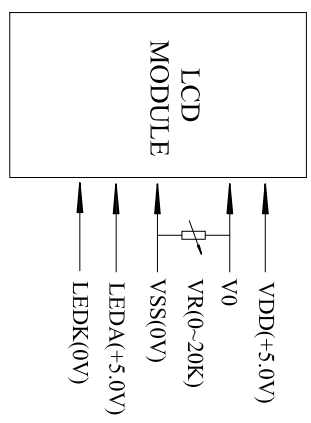 LCD
MODULE
VDD(+5.0V)
V0
VR(0~20K)
VSS(0V)
LEDA(+5.0V)
LEDK(0V)